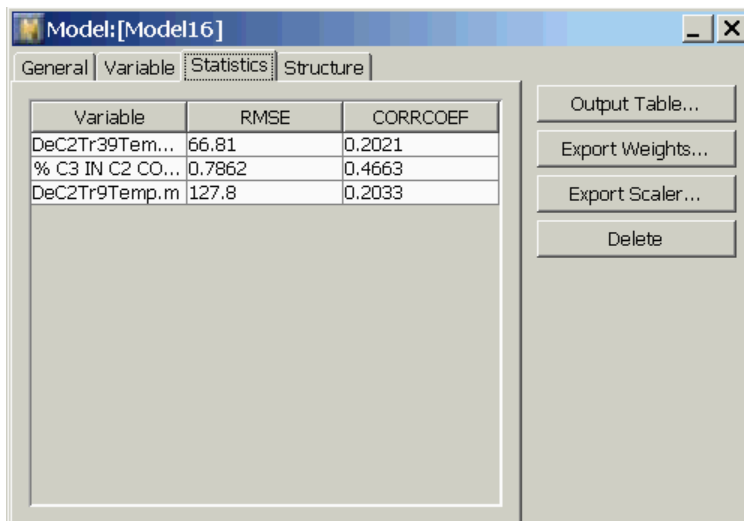 Model:[Model16]
General Variable Statistics Structure
Variable RMSE CORRCOEF
DeC2Tr39Tem... 66.81 0.2021
% C3 IN C2 CO... 0.7862 0.4663
DeC2Tr9Temp.m 127.8 0.2033
Output Table...
Export Weights...
Export Scaler...
Delete